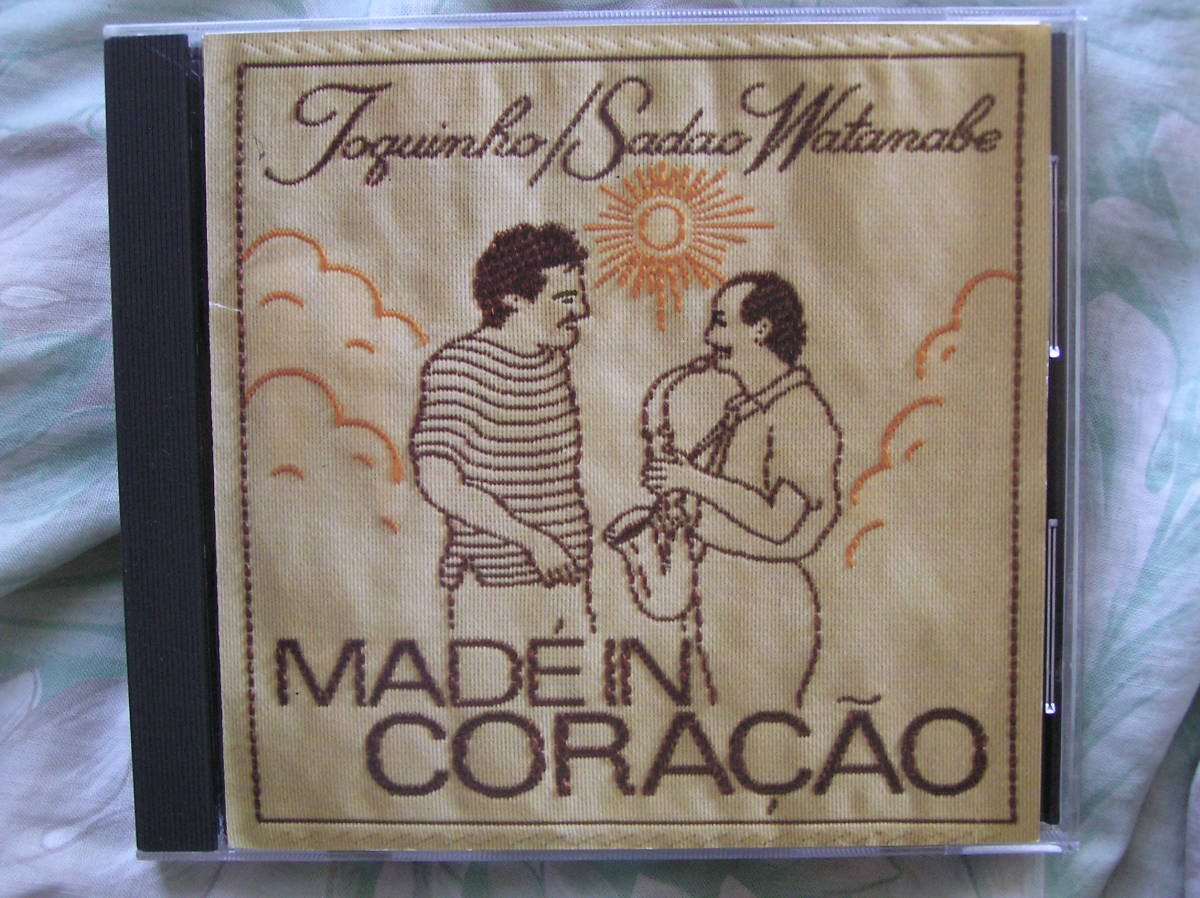 Toquinho/Sadao Watanabe
MADÉ IN
CORAÇÃO